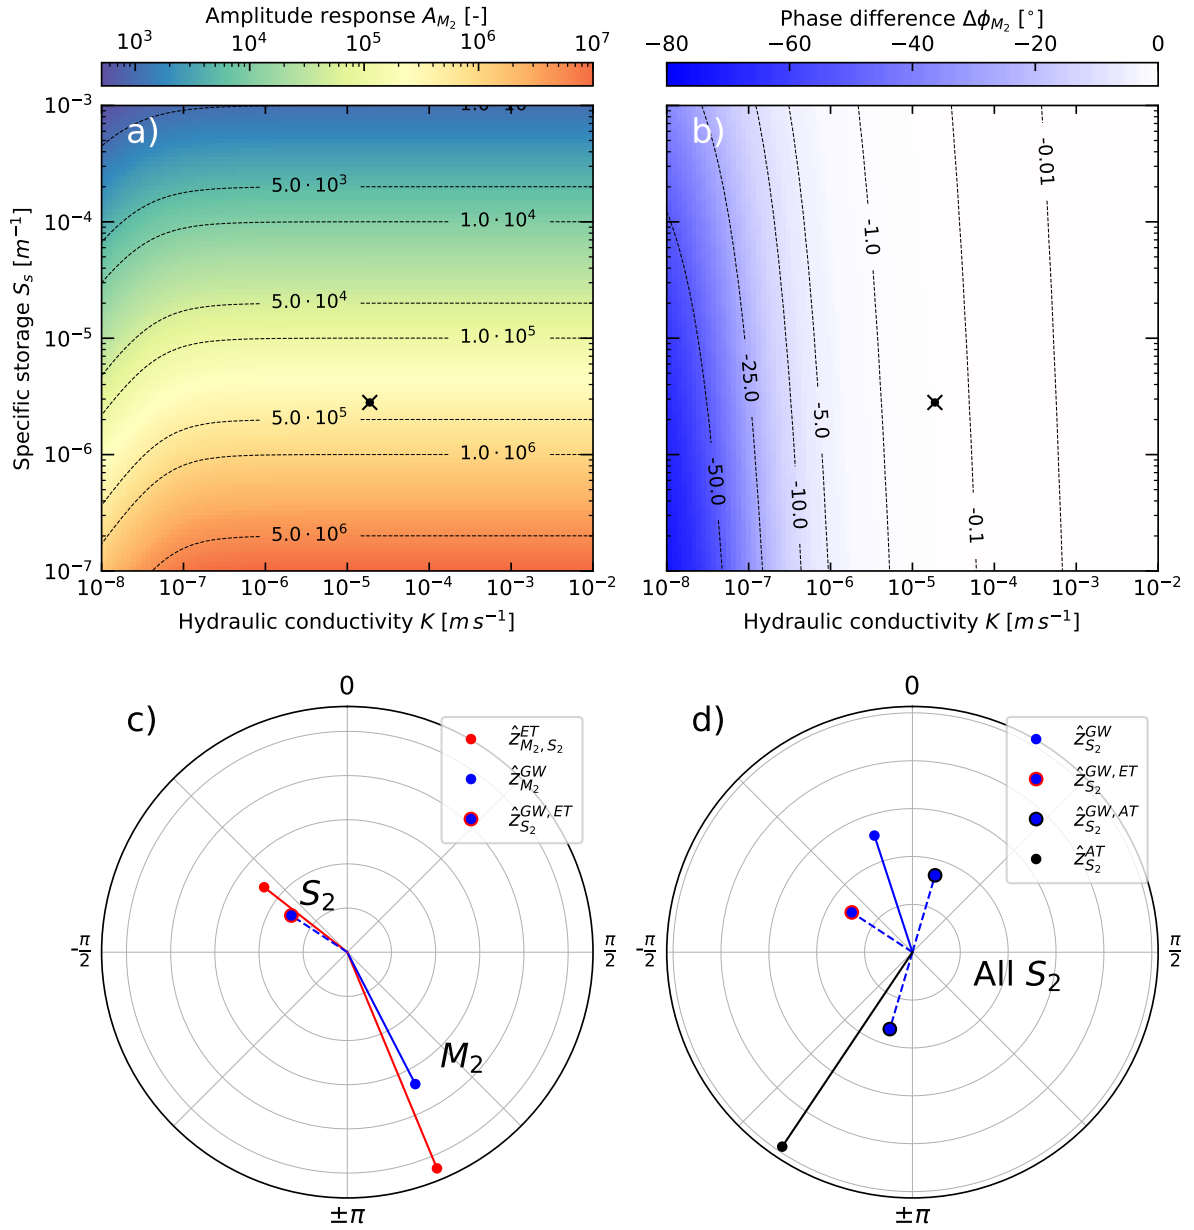 Amplitude response A_{M_2} [-]
10^3 10^4 10^5 10^6 10^7
a)
10^{-3}
10^{-4}
10^{-5}
10^{-6}
10^{-7}
Specific storage S_s [m^{-1}]
5.0·10^3
1.0·10^4
5.0·10^4
1.0·10^5
5.0·10^5
1.0·10^6
5.0·10^6
10^{-8} 10^{-7} 10^{-6} 10^{-5} 10^{-4} 10^{-3} 10^{-2}
Hydraulic conductivity K [m s^{-1}]
Phase difference Δϕ_{M_2} [°]
−80 −60 −40 −20 0
b)
-50.0
-25.0
-10.0
-5.0
-1.0
-0.1
-0.01
10^{-8} 10^{-7} 10^{-6} 10^{-5} 10^{-4} 10^{-3} 10^{-2}
Hydraulic conductivity K [m s^{-1}]
c)
0
ẑ^{ET}_{M_2, S_2}
ẑ^{GW}_{M_2}
ẑ^{GW, ET}_{S_2}
S_2
-π/2
π/2
M_2
±π
d)
0
ẑ^{GW}_{S_2}
ẑ^{GW, ET}_{S_2}
ẑ^{GW, AT}_{S_2}
ẑ^{AT}_{S_2}
-π/2
π/2
All S_2
±π